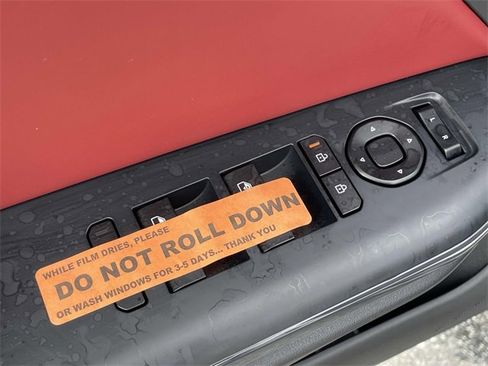 WHILE FILM DRIES, PLEASE
DO NOT ROLL DOWN
OR WASH WINDOWS FOR 3-5 DAYS... THANK YOU
L
R